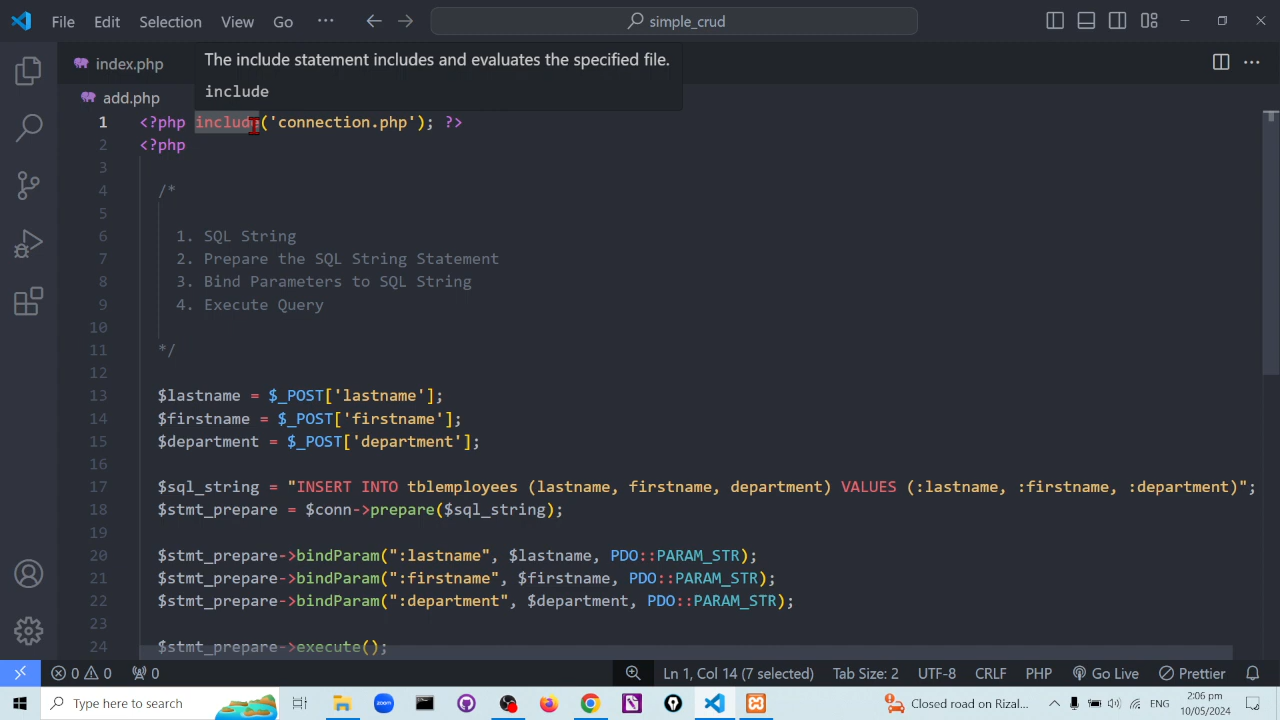 File Edit Selection View Go ··· simple_crud
index.php
The include statement includes and evaluates the specified file.
include
add.php
1 <?php include('connection.php'); ?>
2 <?php
3
4 /*
5
6 1. SQL String
7 2. Prepare the SQL String Statement
8 3. Bind Parameters to SQL String
9 4. Execute Query
10
11 */
12
13 $lastname = $_POST['lastname'];
14 $firstname = $_POST['firstname'];
15 $department = $_POST['department'];
16
17 $sql_string = "INSERT INTO tblemployees (lastname, firstname, department) VALUES (:lastname, :firstname, :department)";
18 $stmt_prepare = $conn->prepare($sql_string);
19
20 $stmt_prepare->bindParam(":lastname", $lastname, PDO::PARAM_STR);
21 $stmt_prepare->bindParam(":firstname", $firstname, PDO::PARAM_STR);
22 $stmt_prepare->bindParam(":department", $department, PDO::PARAM_STR);
23
24 $stmt_prepare->execute();
0 0 0 Ln 1, Col 14 (7 selected) Tab Size: 2 UTF-8 CRLF PHP Go Live Prettier
Type here to search zoom Closed road on Rizal... ENG 2:06 pm
10/05/2024